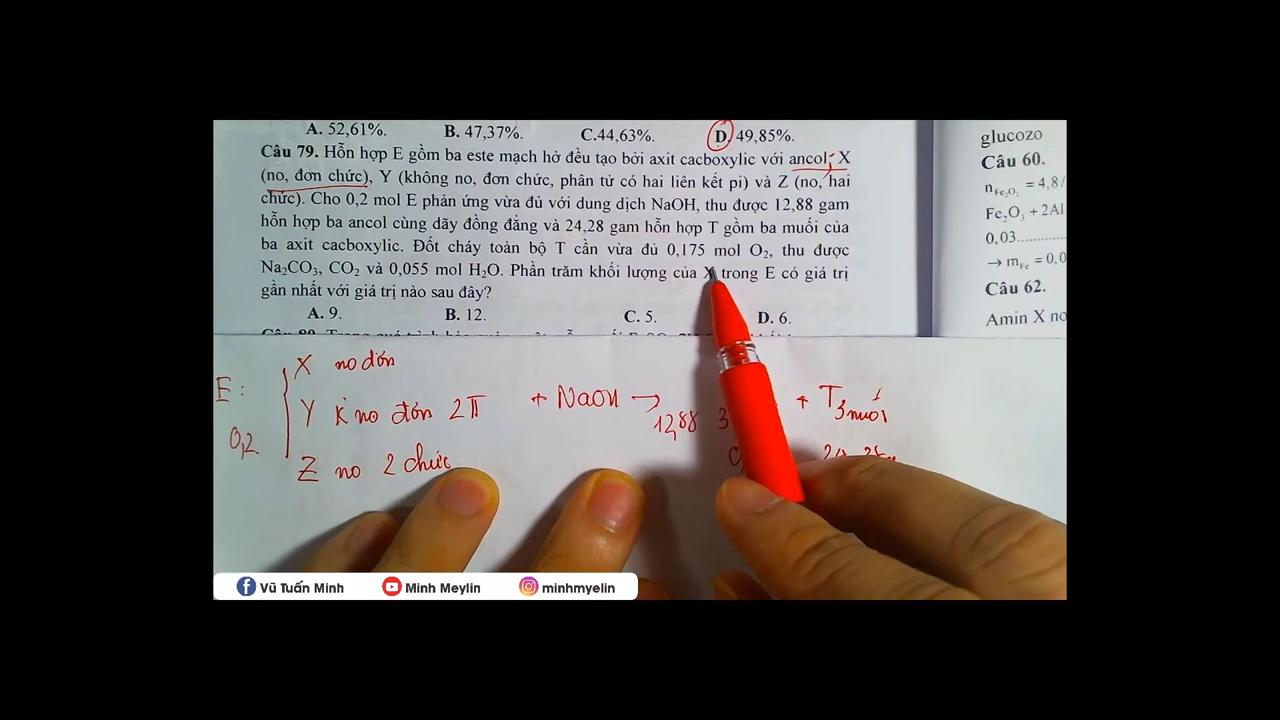 A. 52,61%. B. 47,37%. C.44,63%. D. 49,85%.
Câu 79. Hỗn hợp E gồm ba este mạch hở đều tạo bởi axit cacboxylic với ancol: X
(no, đơn chức), Y (không no, đơn chức, phân tử có hai liên kết pi) và Z (no, hai
chức). Cho 0,2 mol E phản ứng vừa đủ với dung dịch NaOH, thu được 12,88 gam
hỗn hợp ba ancol cùng dãy đồng đẳng và 24,28 gam hỗn hợp T gồm ba muối của
ba axit cacboxylic. Đốt cháy toàn bộ T cần vừa đủ 0,175 mol O₂, thu được
Na₂CO₃, CO₂ và 0,055 mol H₂O. Phần trăm khối lượng của X trong E có giá trị
gần nhất với giá trị nào sau đây?
A. 9. B. 12. C. 5. D. 6.
glucozo
Câu 60.
n Fe₂O₃ = 4,8/
Fe₂O₃ + 2Al
0,03
→ m Fe = 0,0
Câu 62.
Amin X no
E: 0,2
X no đơn
Y k no đơn 2π + NaOH → 12,88 3 + T 3 muối
Z no 2 chức
Vũ Tuấn Minh Minh Meylin minhmyelin